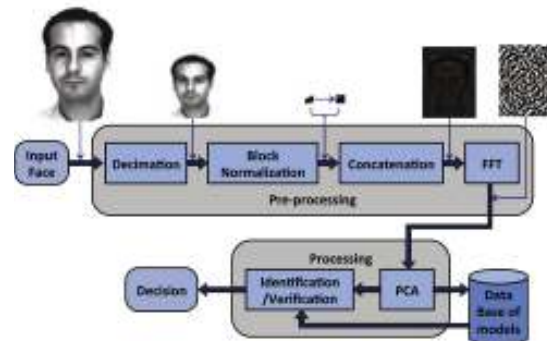 Input
Face
Decimation
Block
Normalization
Concatenation
FFT
Pre-processing
Processing
Decision
Identification
/Verification
PCA
Data
Base of
models